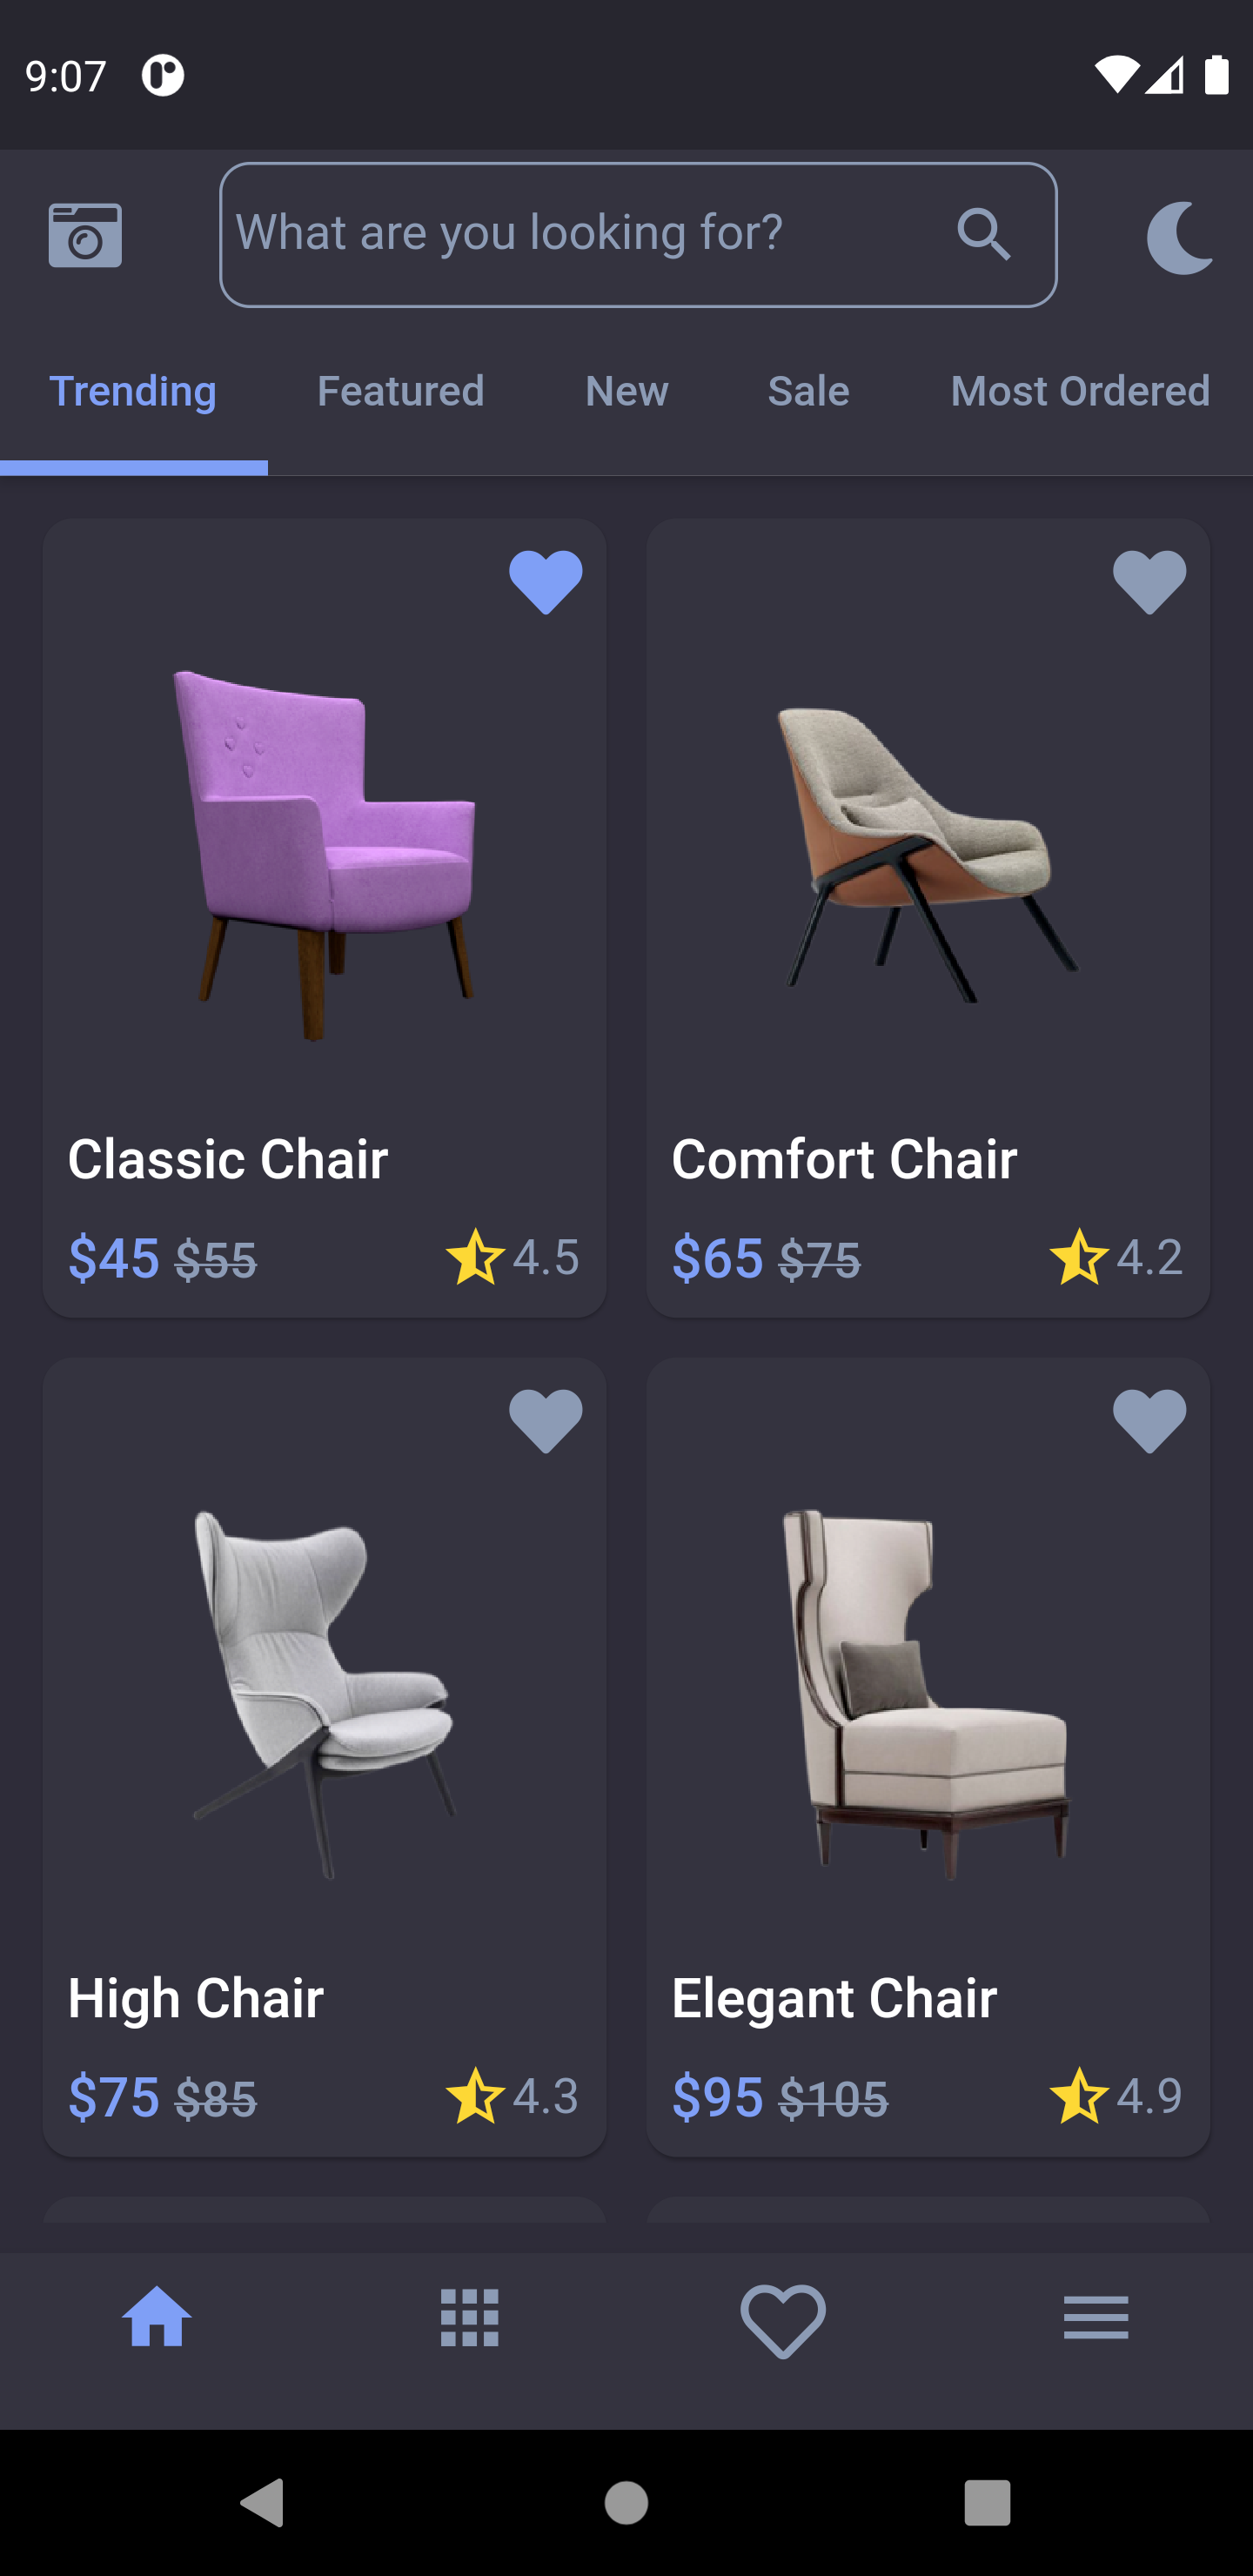 9:07
What are you looking for?
Trending Featured New Sale Most Ordered
Classic Chair
$45 $55 4.5
Comfort Chair
$65 $75 4.2
High Chair
$75 $85 4.3
Elegant Chair
$95 $105 4.9